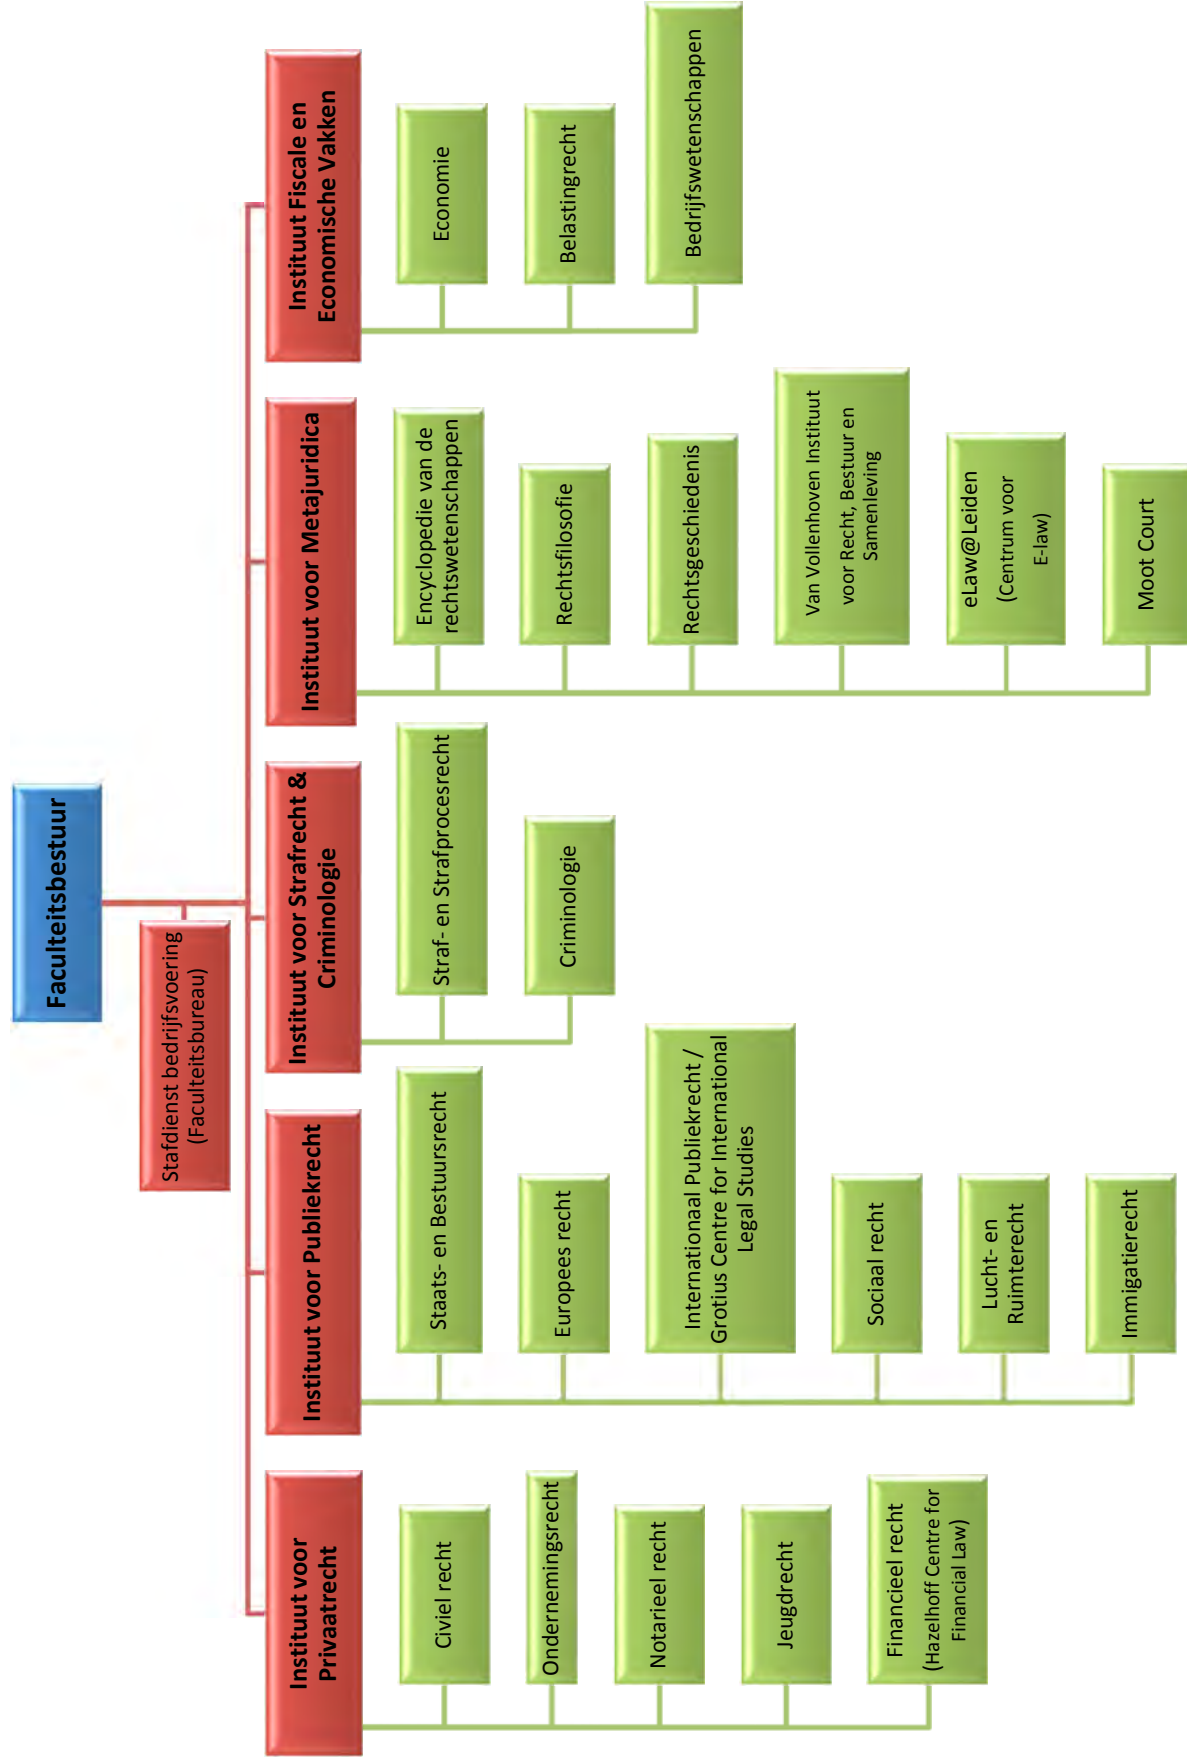 Faculteitsbestuur
Stafdienst bedrijfsvoering
(Faculteitsbureau)
Instituut voor
Privaatrecht
Civiel recht
Ondernemingsrecht
Notarieel recht
Jeugdrecht
Financieel recht
(Hazelhoff Centre for
Financial Law)
Instituut voor Publiekrecht
Staats- en Bestuursrecht
Europees recht
Internationaal Publiekrecht /
Grotius Centre for International
Legal Studies
Sociaal recht
Lucht- en
Ruimterecht
Immigatierecht
Instituut voor Strafrecht &
Criminologie
Straf- en Strafprocesrecht
Criminologie
Instituut voor Metajuridica
Encyclopedie van de
rechtswetenschappen
Rechtsfilosofie
Rechtsgeschiedenis
Van Vollenhoven Instituut
voor Recht, Bestuur en
Samenleving
eLaw@Leiden
(Centrum voor
E-law)
Moot Court
Instituut Fiscale en
Economische Vakken
Economie
Belastingrecht
Bedrijfswetenschappen